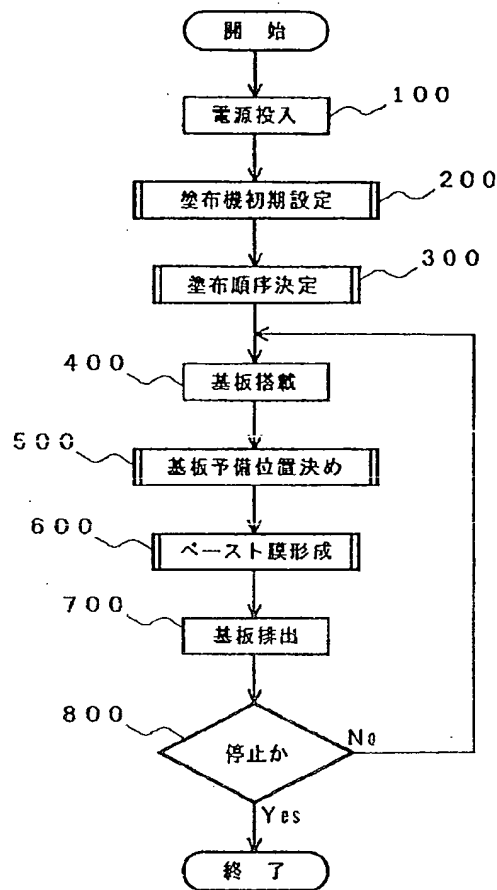 開始
電源投入
100
塗布機初期設定
200
塗布順序決定
300
400
基板搭載
500
基板予備位置決め
600
ペースト膜形成
700
基板排出
800
停止か
No
Yes
終了